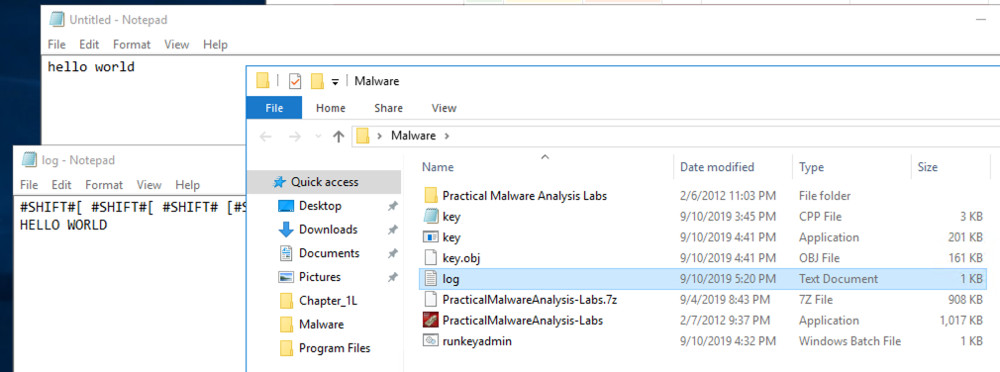 Untitled - Notepad
File Edit Format View Help
hello world
log - Notepad
File Edit Format View Help
#SHIFT#[ #SHIFT#[ #SHIFT# [#S
HELLO WORLD
Malware
File Home Share View
Malware
Name Date modified Type Size
Quick access
Desktop
Downloads
Documents
Pictures
Chapter_1L
Malware
Program Files
Practical Malware Analysis Labs 2/6/2012 11:03 PM File folder
key 9/10/2019 3:45 PM CPP File 3 KB
key 9/10/2019 4:41 PM Application 201 KB
key.obj 9/10/2019 4:41 PM OBJ File 161 KB
log 9/10/2019 5:20 PM Text Document 1 KB
PracticalMalwareAnalysis-Labs.7z 9/4/2019 8:43 PM 7Z File 908 KB
PracticalMalwareAnalysis-Labs 2/7/2012 9:37 PM Application 1,017 KB
runkeyadmin 9/10/2019 4:32 PM Windows Batch File 1 KB